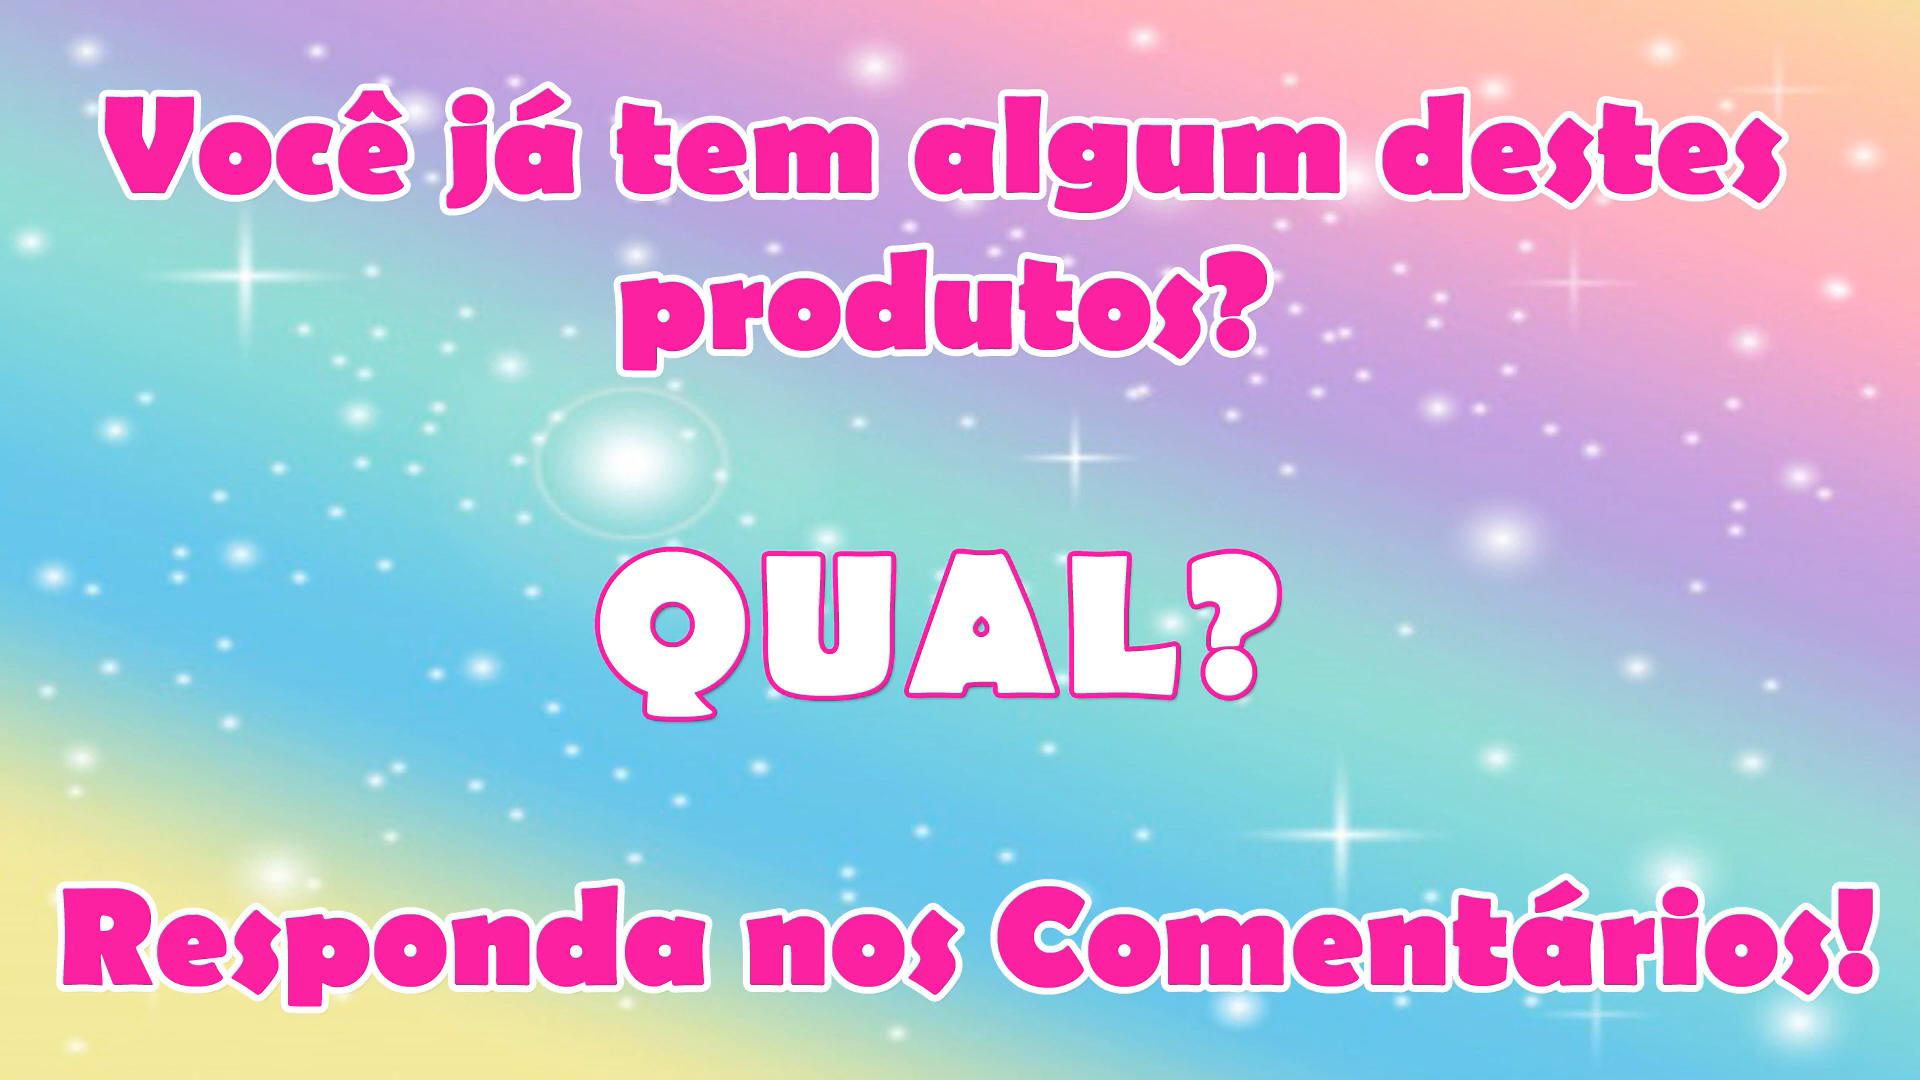 Você já tem algum destes
produtos?
QUAL?
Responda nos Comentários!